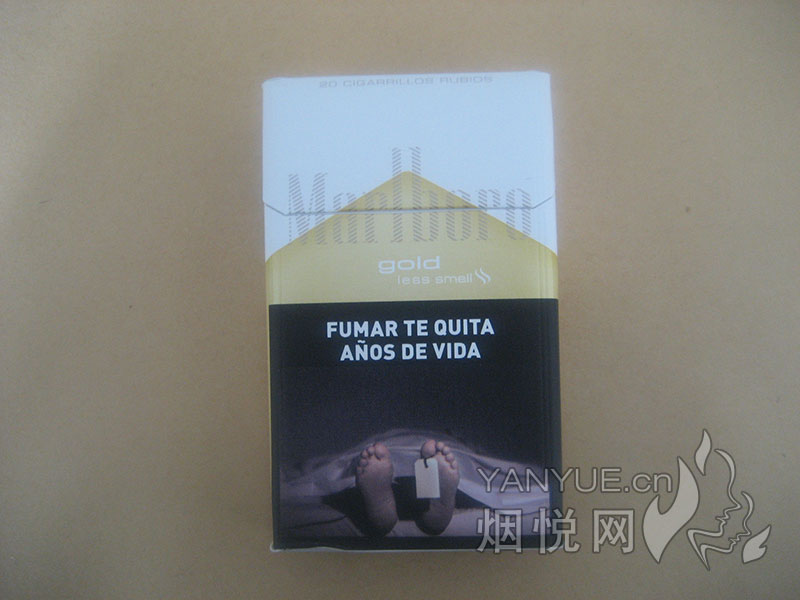 20 CIGARRILLOS RUBIOS
Marlboro
gold
less smell
FUMAR TE QUITA
AÑOS DE VIDA
YANYUE.cn
烟悦网